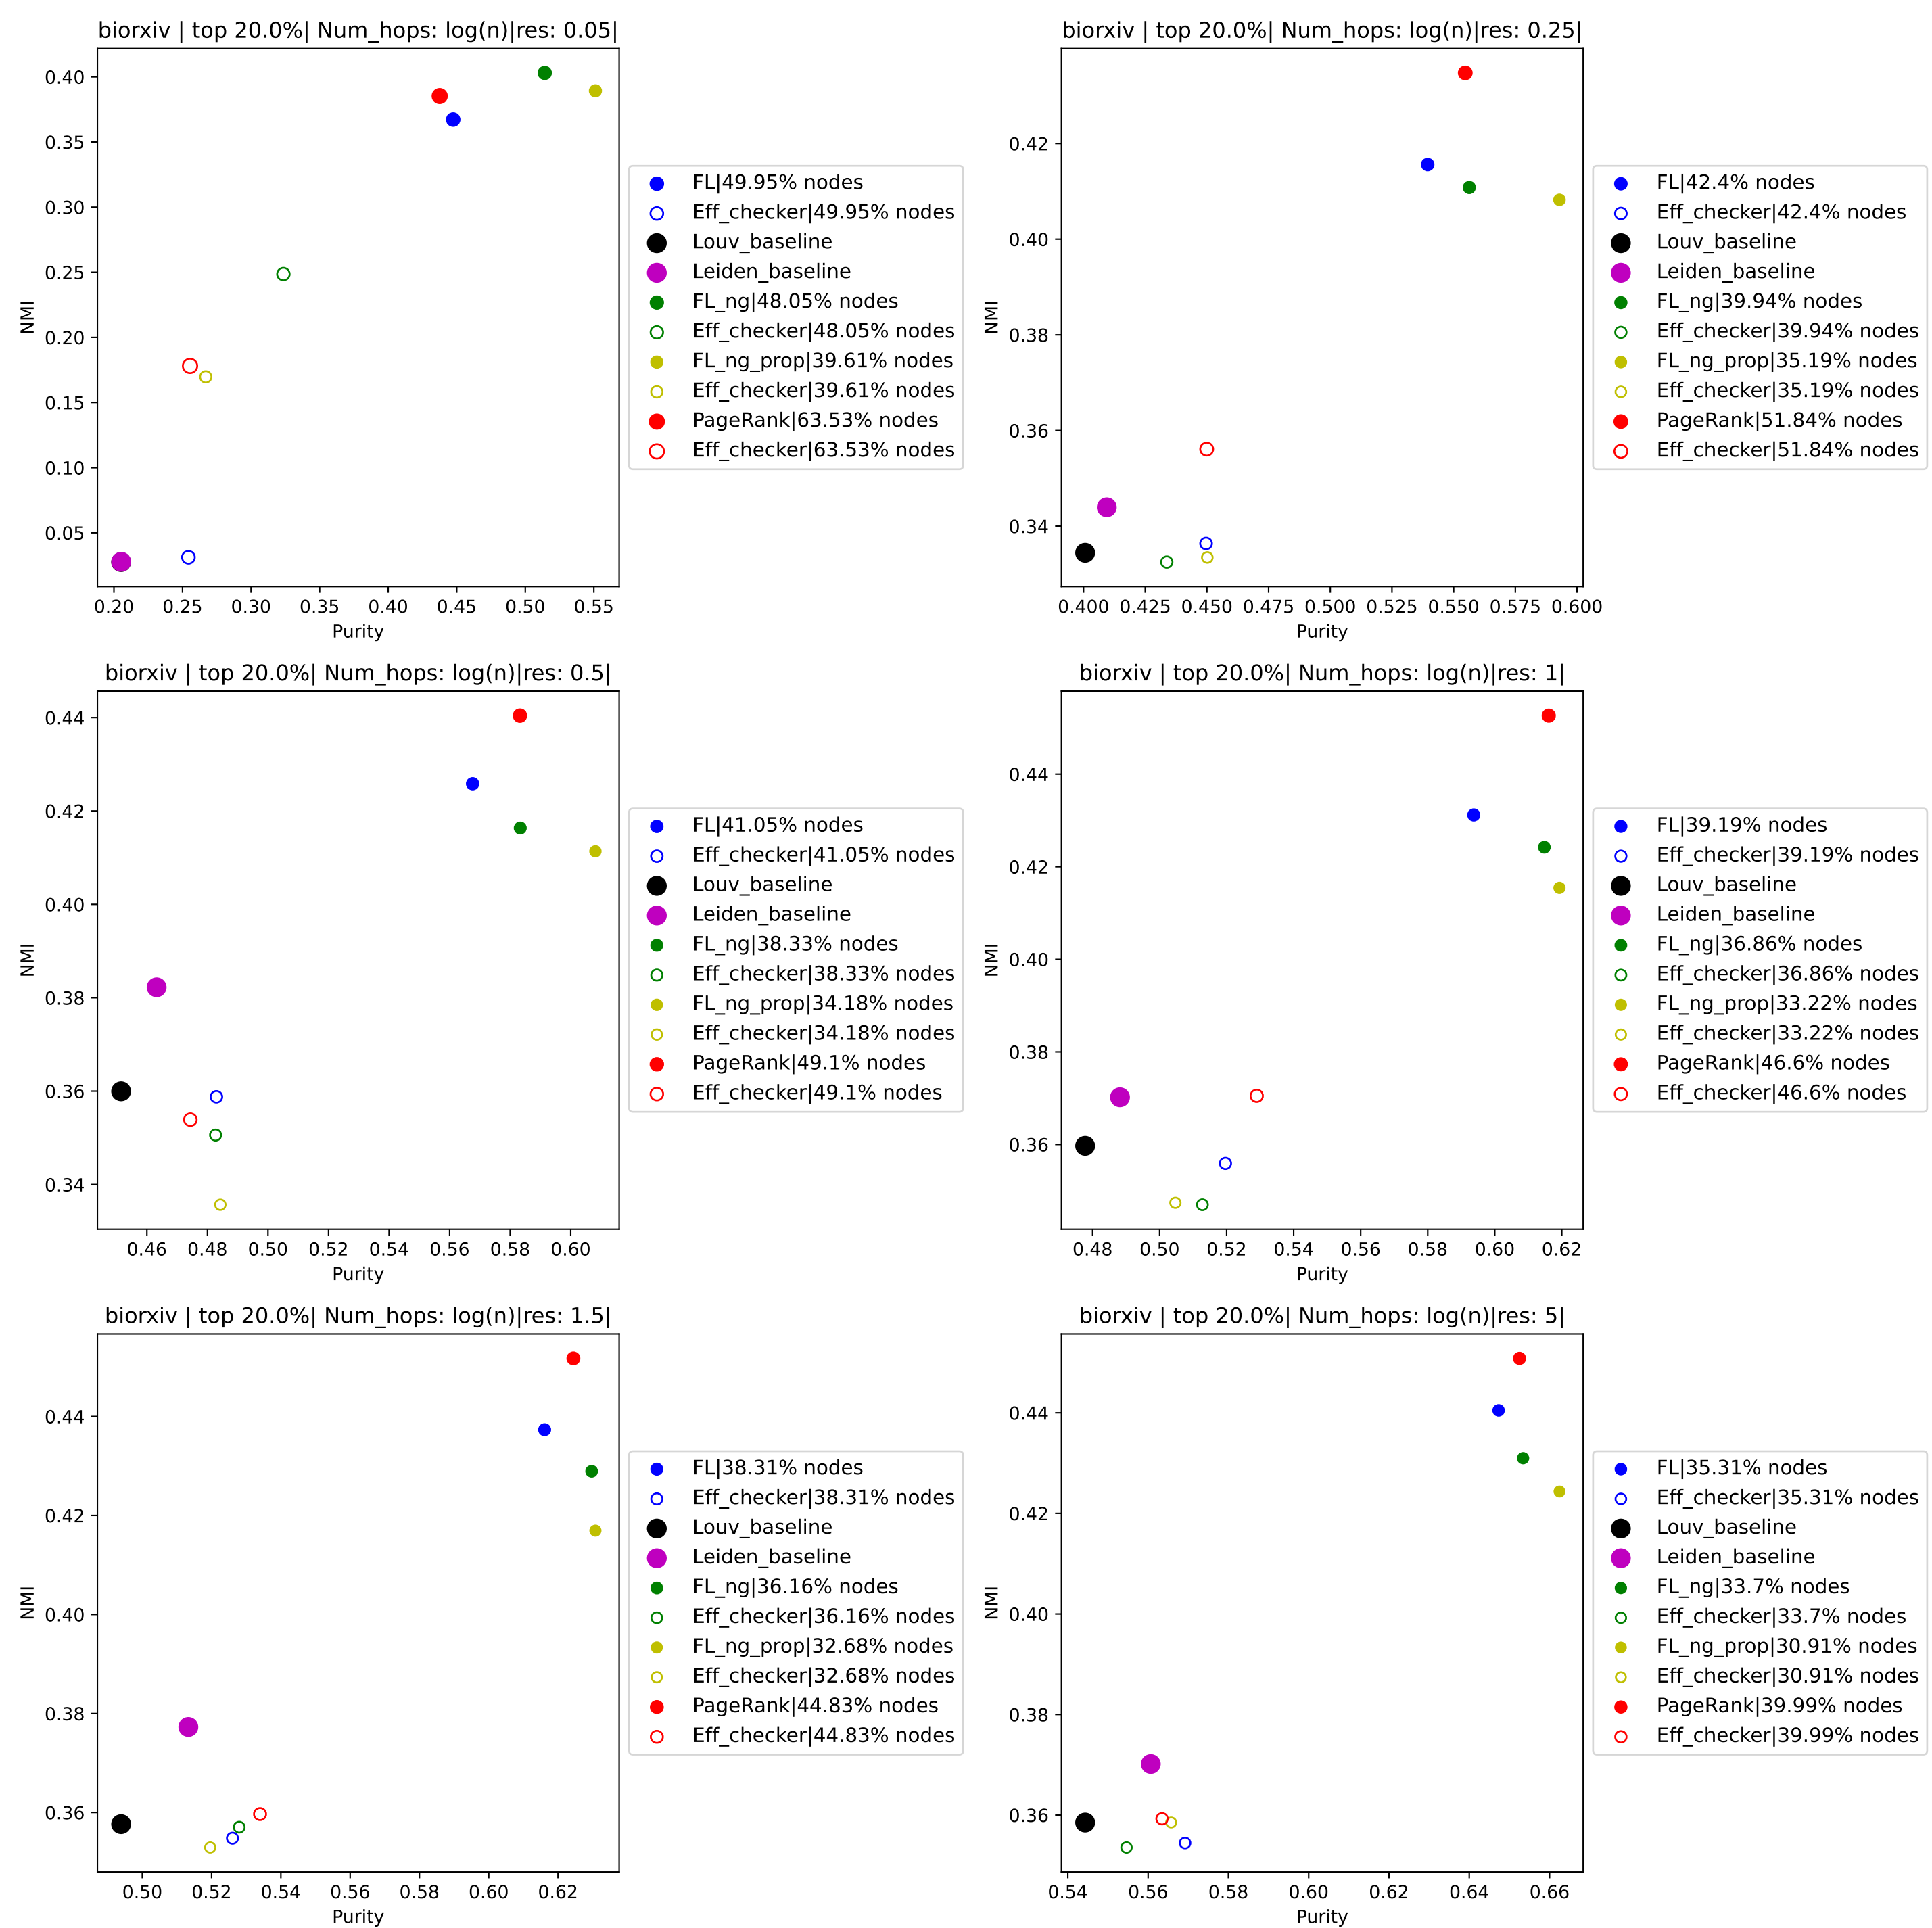 biorxiv | top 20.0%| Num_hops: log(n)|res: 0.05|
0.40
0.35
0.30
0.25
0.20
0.15
0.10
0.05
NMI
0.20 0.25 0.30 0.35 0.40 0.45 0.50 0.55
Purity
FL|49.95% nodes
Eff_checker|49.95% nodes
Louv_baseline
Leiden_baseline
FL_ng|48.05% nodes
Eff_checker|48.05% nodes
FL_ng_prop|39.61% nodes
Eff_checker|39.61% nodes
PageRank|63.53% nodes
Eff_checker|63.53% nodes
biorxiv | top 20.0%| Num_hops: log(n)|res: 0.25|
0.42
0.40
0.38
0.36
0.34
NMI
0.400 0.425 0.450 0.475 0.500 0.525 0.550 0.575 0.600
Purity
FL|42.4% nodes
Eff_checker|42.4% nodes
Louv_baseline
Leiden_baseline
FL_ng|39.94% nodes
Eff_checker|39.94% nodes
FL_ng_prop|35.19% nodes
Eff_checker|35.19% nodes
PageRank|51.84% nodes
Eff_checker|51.84% nodes
biorxiv | top 20.0%| Num_hops: log(n)|res: 0.5|
0.44
0.42
0.40
0.38
0.36
0.34
NMI
0.46 0.48 0.50 0.52 0.54 0.56 0.58 0.60
Purity
FL|41.05% nodes
Eff_checker|41.05% nodes
Louv_baseline
Leiden_baseline
FL_ng|38.33% nodes
Eff_checker|38.33% nodes
FL_ng_prop|34.18% nodes
Eff_checker|34.18% nodes
PageRank|49.1% nodes
Eff_checker|49.1% nodes
biorxiv | top 20.0%| Num_hops: log(n)|res: 1|
0.44
0.42
0.40
0.38
0.36
NMI
0.48 0.50 0.52 0.54 0.56 0.58 0.60 0.62
Purity
FL|39.19% nodes
Eff_checker|39.19% nodes
Louv_baseline
Leiden_baseline
FL_ng|36.86% nodes
Eff_checker|36.86% nodes
FL_ng_prop|33.22% nodes
Eff_checker|33.22% nodes
PageRank|46.6% nodes
Eff_checker|46.6% nodes
biorxiv | top 20.0%| Num_hops: log(n)|res: 1.5|
0.44
0.42
0.40
0.38
0.36
NMI
0.50 0.52 0.54 0.56 0.58 0.60 0.62
Purity
FL|38.31% nodes
Eff_checker|38.31% nodes
Louv_baseline
Leiden_baseline
FL_ng|36.16% nodes
Eff_checker|36.16% nodes
FL_ng_prop|32.68% nodes
Eff_checker|32.68% nodes
PageRank|44.83% nodes
Eff_checker|44.83% nodes
biorxiv | top 20.0%| Num_hops: log(n)|res: 5|
0.44
0.42
0.40
0.38
0.36
NMI
0.54 0.56 0.58 0.60 0.62 0.64 0.66
Purity
FL|35.31% nodes
Eff_checker|35.31% nodes
Louv_baseline
Leiden_baseline
FL_ng|33.7% nodes
Eff_checker|33.7% nodes
FL_ng_prop|30.91% nodes
Eff_checker|30.91% nodes
PageRank|39.99% nodes
Eff_checker|39.99% nodes